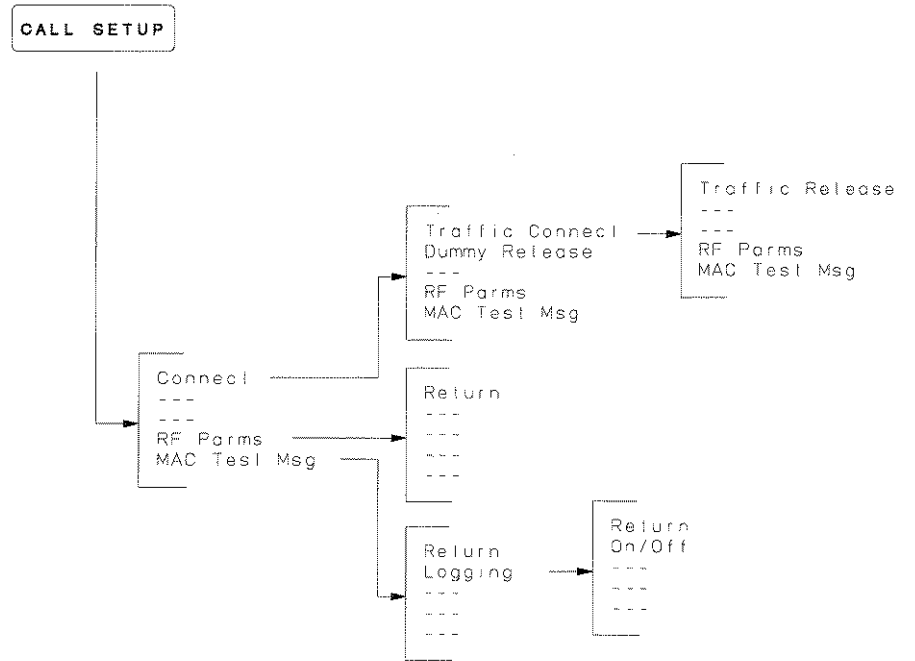 CALL SETUP
Traffic Release
---
---
RF Parms
MAC Test Msg
Traffic Connect
Dummy Release
---
RF Parms
MAC Test Msg
Connect
---
---
RF Parms
MAC Test Msg
Return
---
---
---
---
Return
Logging
---
---
---
Return
On/Off
---
---
---